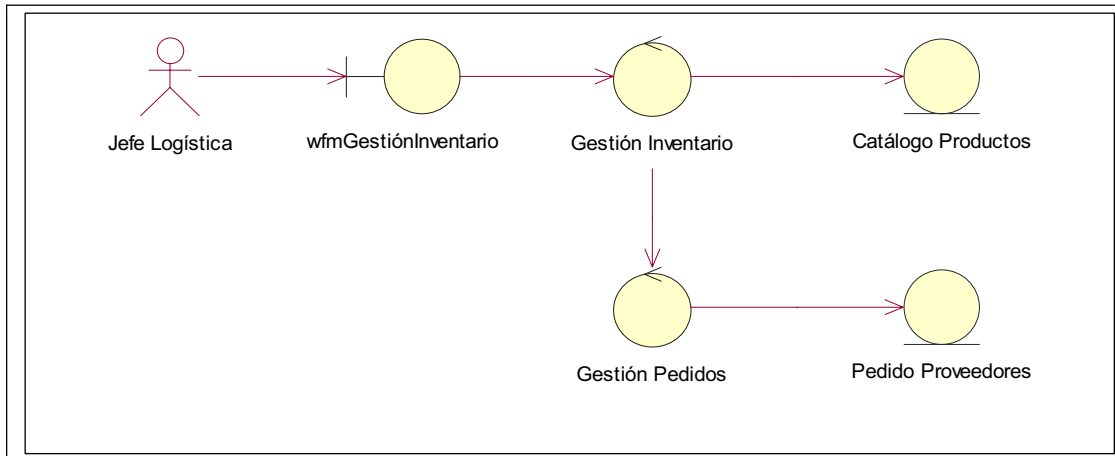 Jefe Logística
wfmGestiónInventario
Gestión Inventario
Catálogo Productos
Gestión Pedidos
Pedido Proveedores